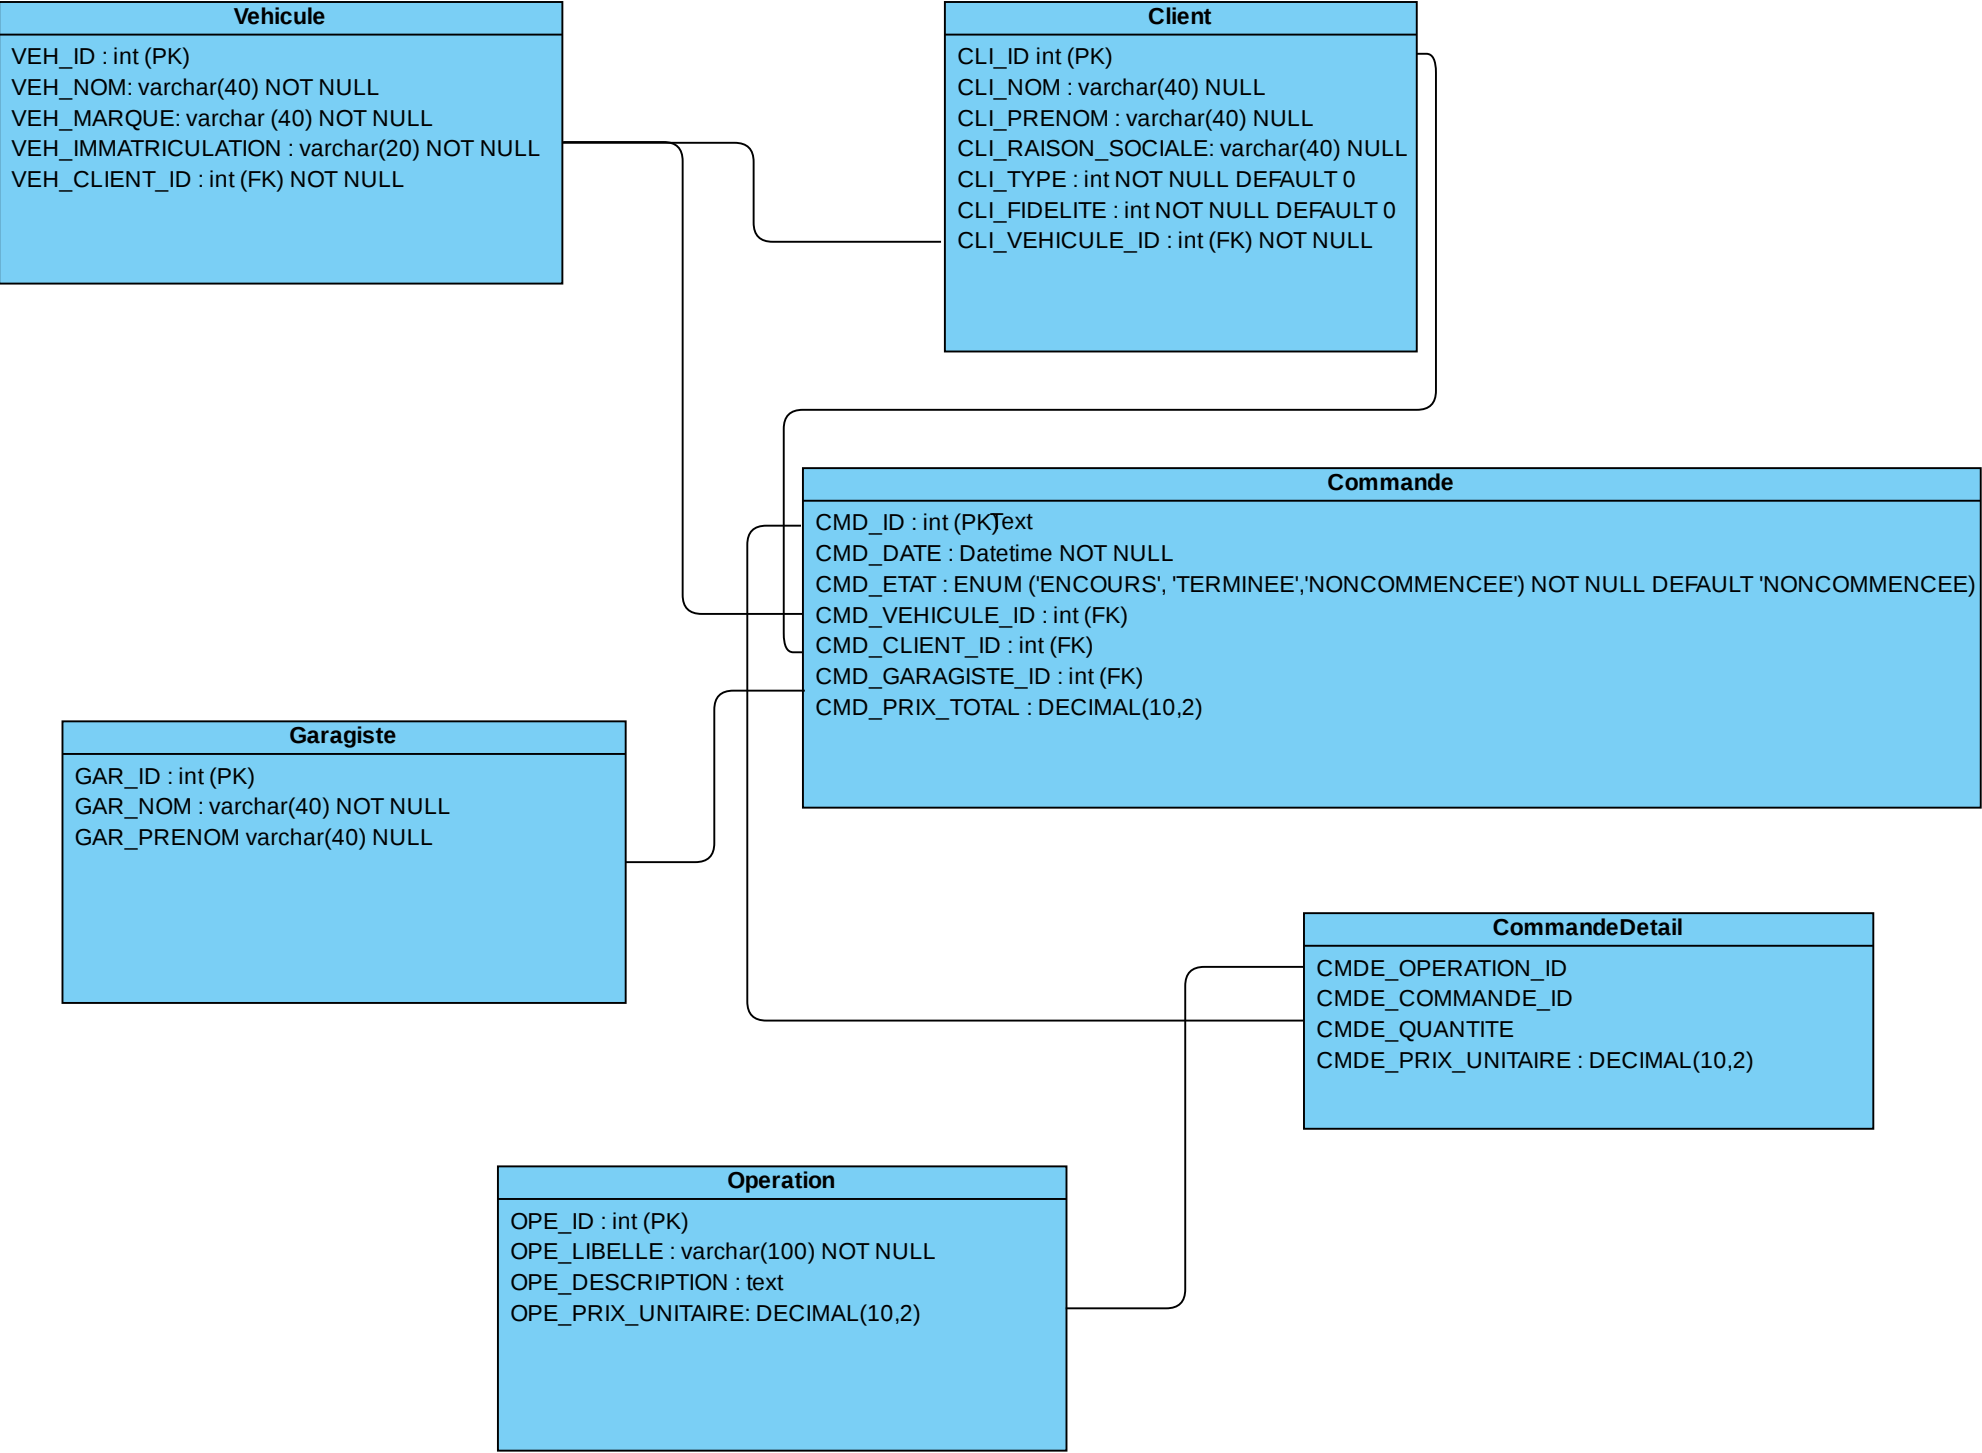 Vehicule
VEH_ID : int (PK)
VEH_NOM: varchar(40) NOT NULL
VEH_MARQUE: varchar (40) NOT NULL
VEH_IMMATRICULATION : varchar(20) NOT NULL
VEH_CLIENT_ID : int (FK) NOT NULL
Client
CLI_ID int (PK)
CLI_NOM : varchar(40) NULL
CLI_PRENOM : varchar(40) NULL
CLI_RAISON_SOCIALE: varchar(40) NULL
CLI_TYPE : int NOT NULL DEFAULT 0
CLI_FIDELITE : int NOT NULL DEFAULT 0
CLI_VEHICULE_ID : int (FK) NOT NULL
Commande
CMD_ID : int (PK)
Text
CMD_DATE : Datetime NOT NULL
CMD_ETAT : ENUM ('ENCOURS', 'TERMINEE','NONCOMMENCEE') NOT NULL DEFAULT 'NONCOMMENCEE)
CMD_VEHICULE_ID : int (FK)
CMD_CLIENT_ID : int (FK)
CMD_GARAGISTE_ID : int (FK)
CMD_PRIX_TOTAL : DECIMAL(10,2)
Garagiste
GAR_ID : int (PK)
GAR_NOM : varchar(40) NOT NULL
GAR_PRENOM varchar(40) NULL
CommandeDetail
CMDE_OPERATION_ID
CMDE_COMMANDE_ID
CMDE_QUANTITE
CMDE_PRIX_UNITAIRE : DECIMAL(10,2)
Operation
OPE_ID : int (PK)
OPE_LIBELLE : varchar(100) NOT NULL
OPE_DESCRIPTION : text
OPE_PRIX_UNITAIRE: DECIMAL(10,2)